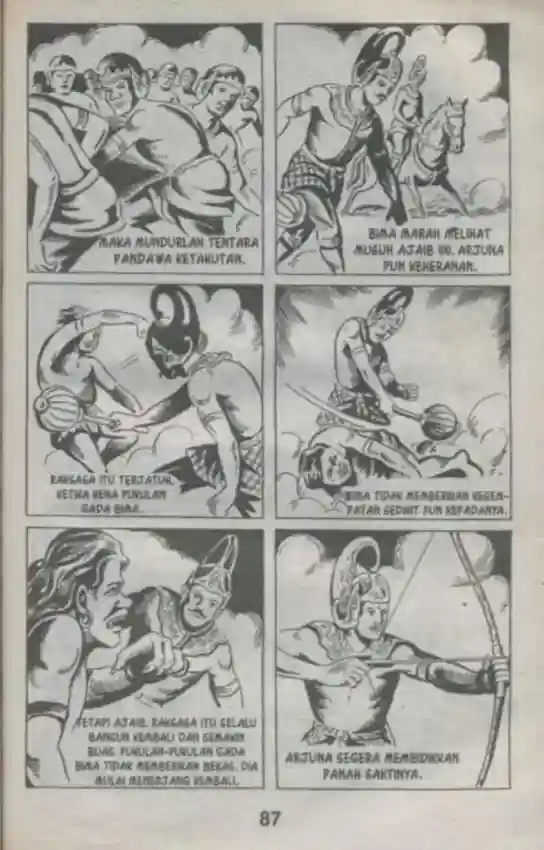 MAKA MUNDURLAH TENTARA
PANDAWA KETAKUTAN.
BIMA MARAH MELIHAT
MUSUH AJAIB INI. ARJUNA
PUN KEHERANAN.
RAKSASA ITU TERJATUH,
KETIKA KENA PUKULAN
GADA BIMA.
BIMA TIDAK MEMBERIKAN KESEM-
PATAN SEDIKIT PUN KEPADANYA.
TETAPI AJAIB, RAKSASA ITU SELALU
BANGUN KEMBALI DAN SEMAKIN
BUAS. PUKULAN-PUKULAN GADA
BIMA TIDAK MEMBERIKAN BEKAS. DIA
MULAI MENERJANG KEMBALI.
ARJUNA SEGERA MEMBIDIKKAN
PANAH SAKTINYA.
87